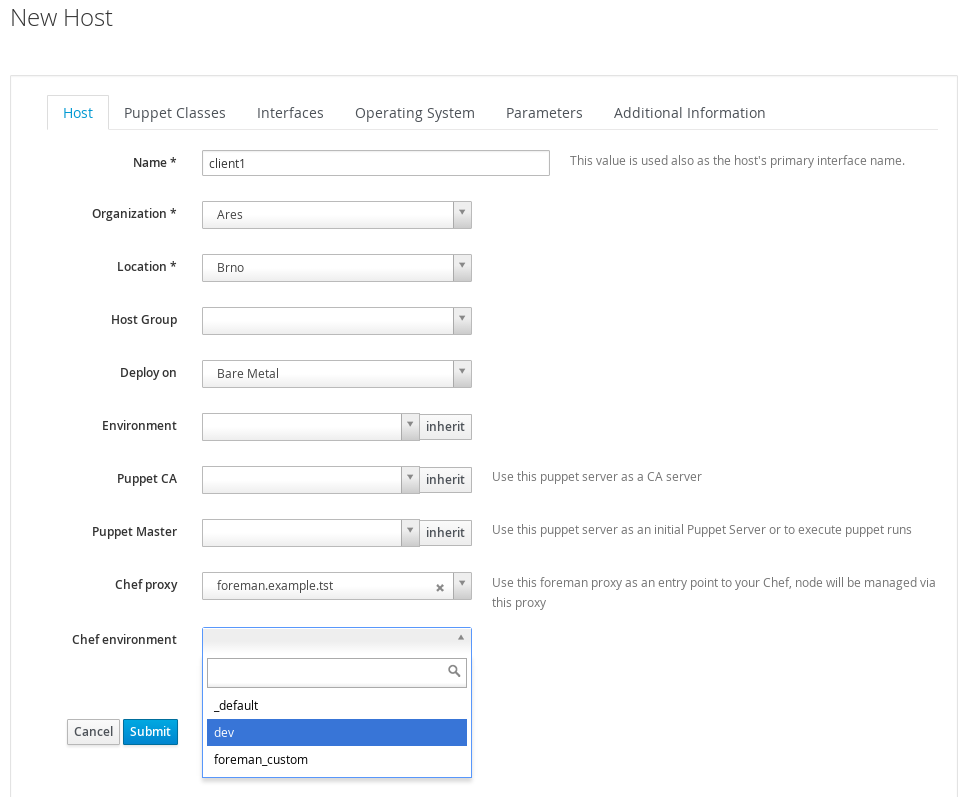 New Host
Host Puppet Classes Interfaces Operating System Parameters Additional Information
Name * client1 This value is used also as the host's primary interface name.
Organization * Ares
Location * Brno
Host Group
Deploy on Bare Metal
Environment inherit
Puppet CA inherit Use this puppet server as a CA server
Puppet Master inherit Use this puppet server as an initial Puppet Server or to execute puppet runs
Chef proxy foreman.example.tst Use this foreman proxy as an entry point to your Chef, node will be managed via
this proxy
Chef environment
_default
Cancel Submit dev
foreman_custom